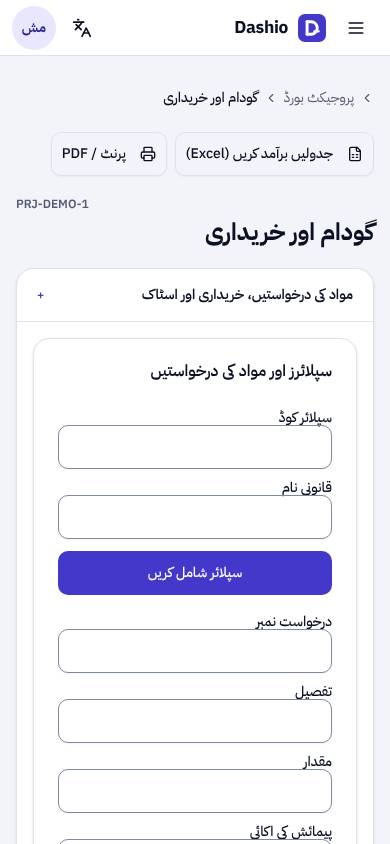 Dashio
مش
پروجیکٹ بورڈ
گودام اور خریداری
جدولیں برآمد کریں (Excel)
پرنٹ / PDF
PRJ-DEMO-1
گودام اور خریداری
مواد کی درخواستیں، خریداری اور اسٹاک +
سپلائرز اور مواد کی درخواستیں
سپلائر کوڈ
قانونی نام
سپلائر شامل کریں
درخواست نمبر
تفصیل
مقدار
پیمائش کی اکائی